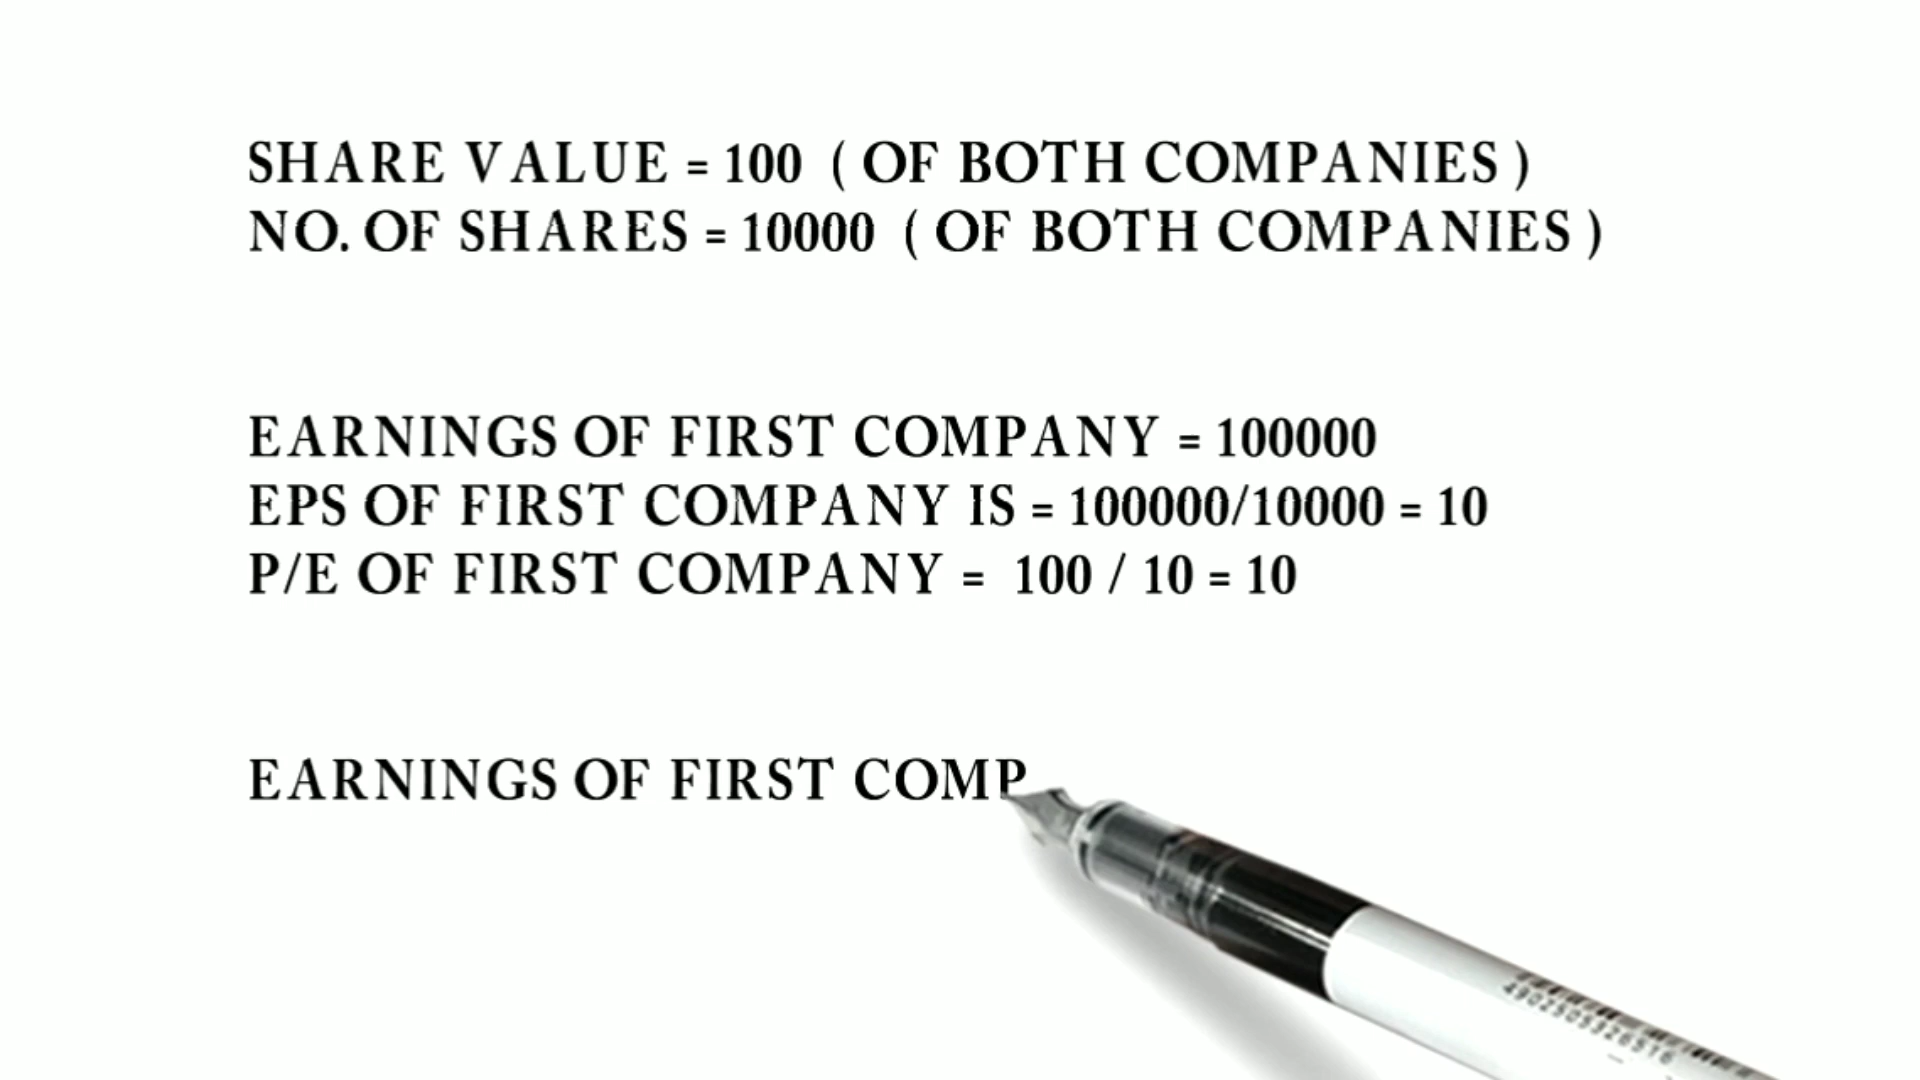 SHARE VALUE = 100 ( OF BOTH COMPANIES )
NO. OF SHARES = 10000 ( OF BOTH COMPANIES )
EARNINGS OF FIRST COMPANY = 100000
EPS OF FIRST COMPANY IS = 100000/10000 = 10
P/E OF FIRST COMPANY = 100 / 10 = 10
EARNINGS OF FIRST COMP
4902505326516